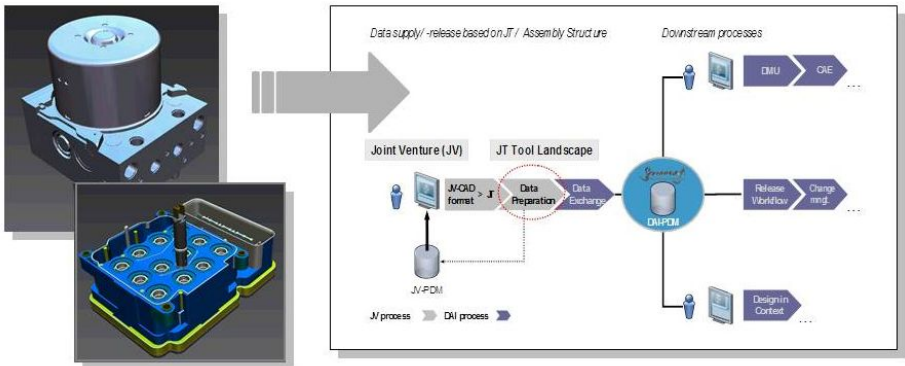 Data supply/ -release based on JT / Assembly Structure
Downstream processes
DMU
CAE
...
Joint Venture (JV)
JT Tool Landscape
JV-CAD
format > JT
Data
Preparation
Data
Exchange
DAI-PDM
Release
Workflow
Change
mngt.
...
JV-PDM
Design in
Context
...
JV process
DAI process